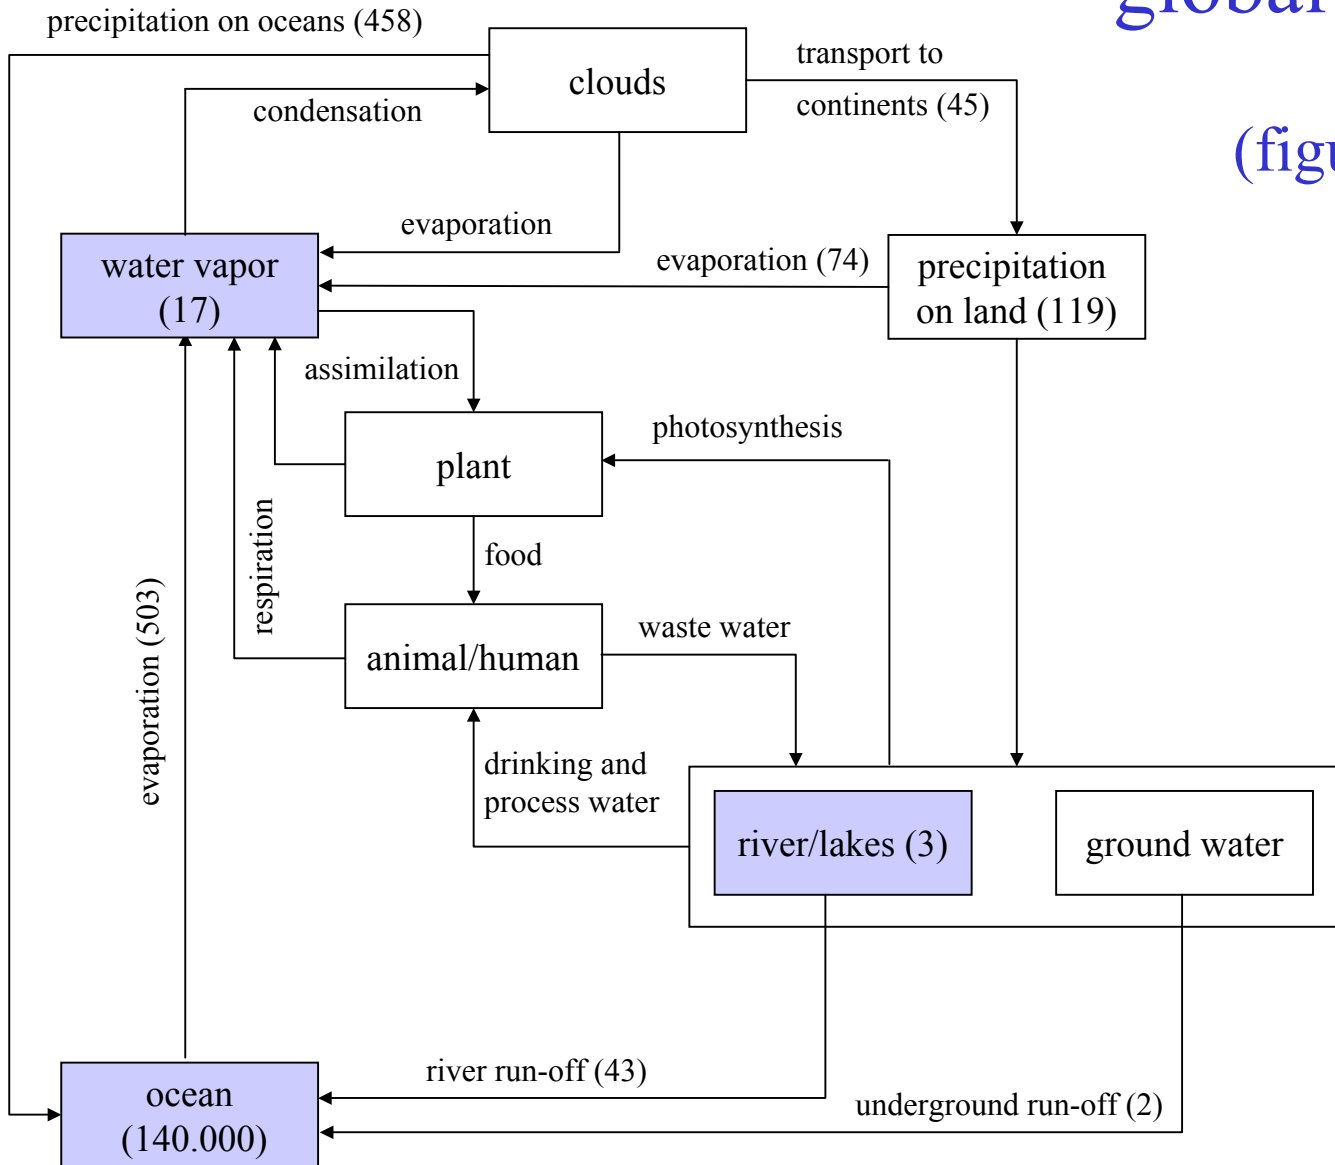 global
(figu
precipitation on oceans (458)
clouds
transport to
continents (45)
condensation
evaporation
evaporation (74)
water vapor
(17)
precipitation
on land (119)
assimilation
photosynthesis
plant
respiration
food
evaporation (503)
waste water
animal/human
drinking and
process water
river/lakes (3)
ground water
river run-off (43)
underground run-off (2)
ocean
(140.000)